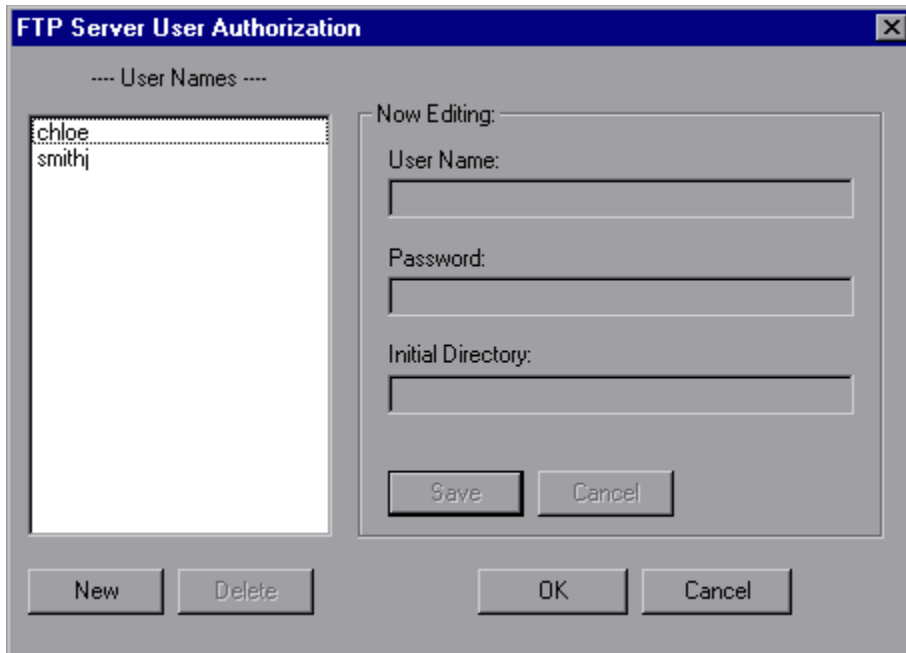 FTP Server User Authorization
---- User Names ----
chloe
smithj
Now Editing:
User Name:
Password:
Initial Directory:
Save Cancel
New Delete OK Cancel